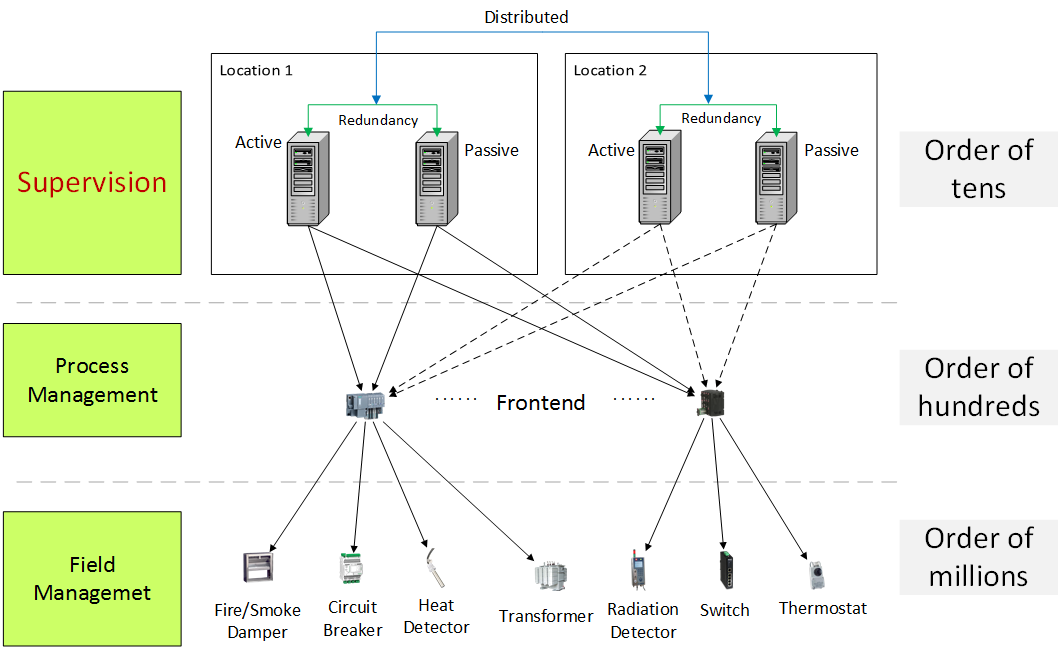 Distributed
Location 1
Location 2
Redundancy
Redundancy
Active
Passive
Active
Passive
Supervision
Order of
tens
Process
Management
Frontend
Order of
hundreds
Field
Managemet
Fire/Smoke
Damper
Circuit
Breaker
Heat
Detector
Transformer
Radiation
Detector
Switch
Thermostat
Order of
millions